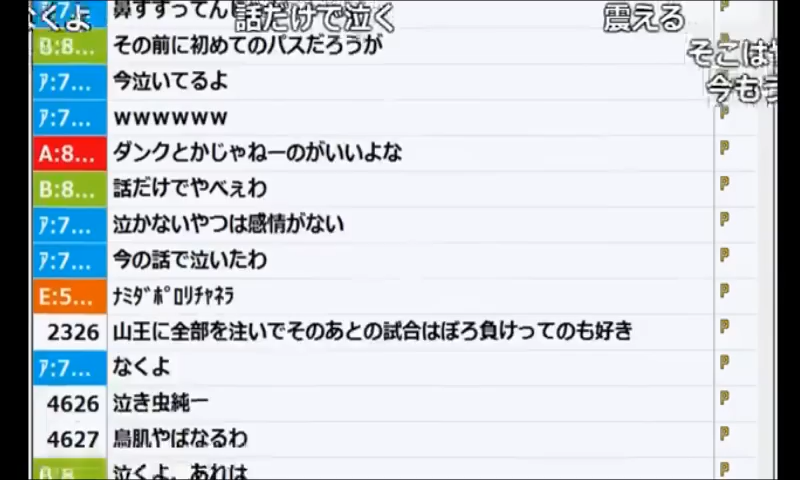 なくよ
話だけで泣く
震える
7...
鼻すすってん
B:8...
その前に初めてのパスだろうが
そこは
ｱ:7...
今泣いてるよ
今もラ
ｱ:7...
wwwwww
P
A:8...
ダンクとかじゃねーのがいいよな
P
B:8...
話だけでやべぇわ
P
ｱ:7...
泣かないやつは感情がない
P
ｱ:7...
今の話で泣いたわ
P
E:5...
ﾅﾐﾀﾞﾎﾟﾛﾘﾁｬﾈﾗ
P
2326
山王に全部を注いでそのあとの試合はぼろ負けってのも好き
P
ｱ:7...
なくよ
P
4626
泣き虫純一
P
4627
鳥肌やばなるわ
P
泣くよ、あれは
P